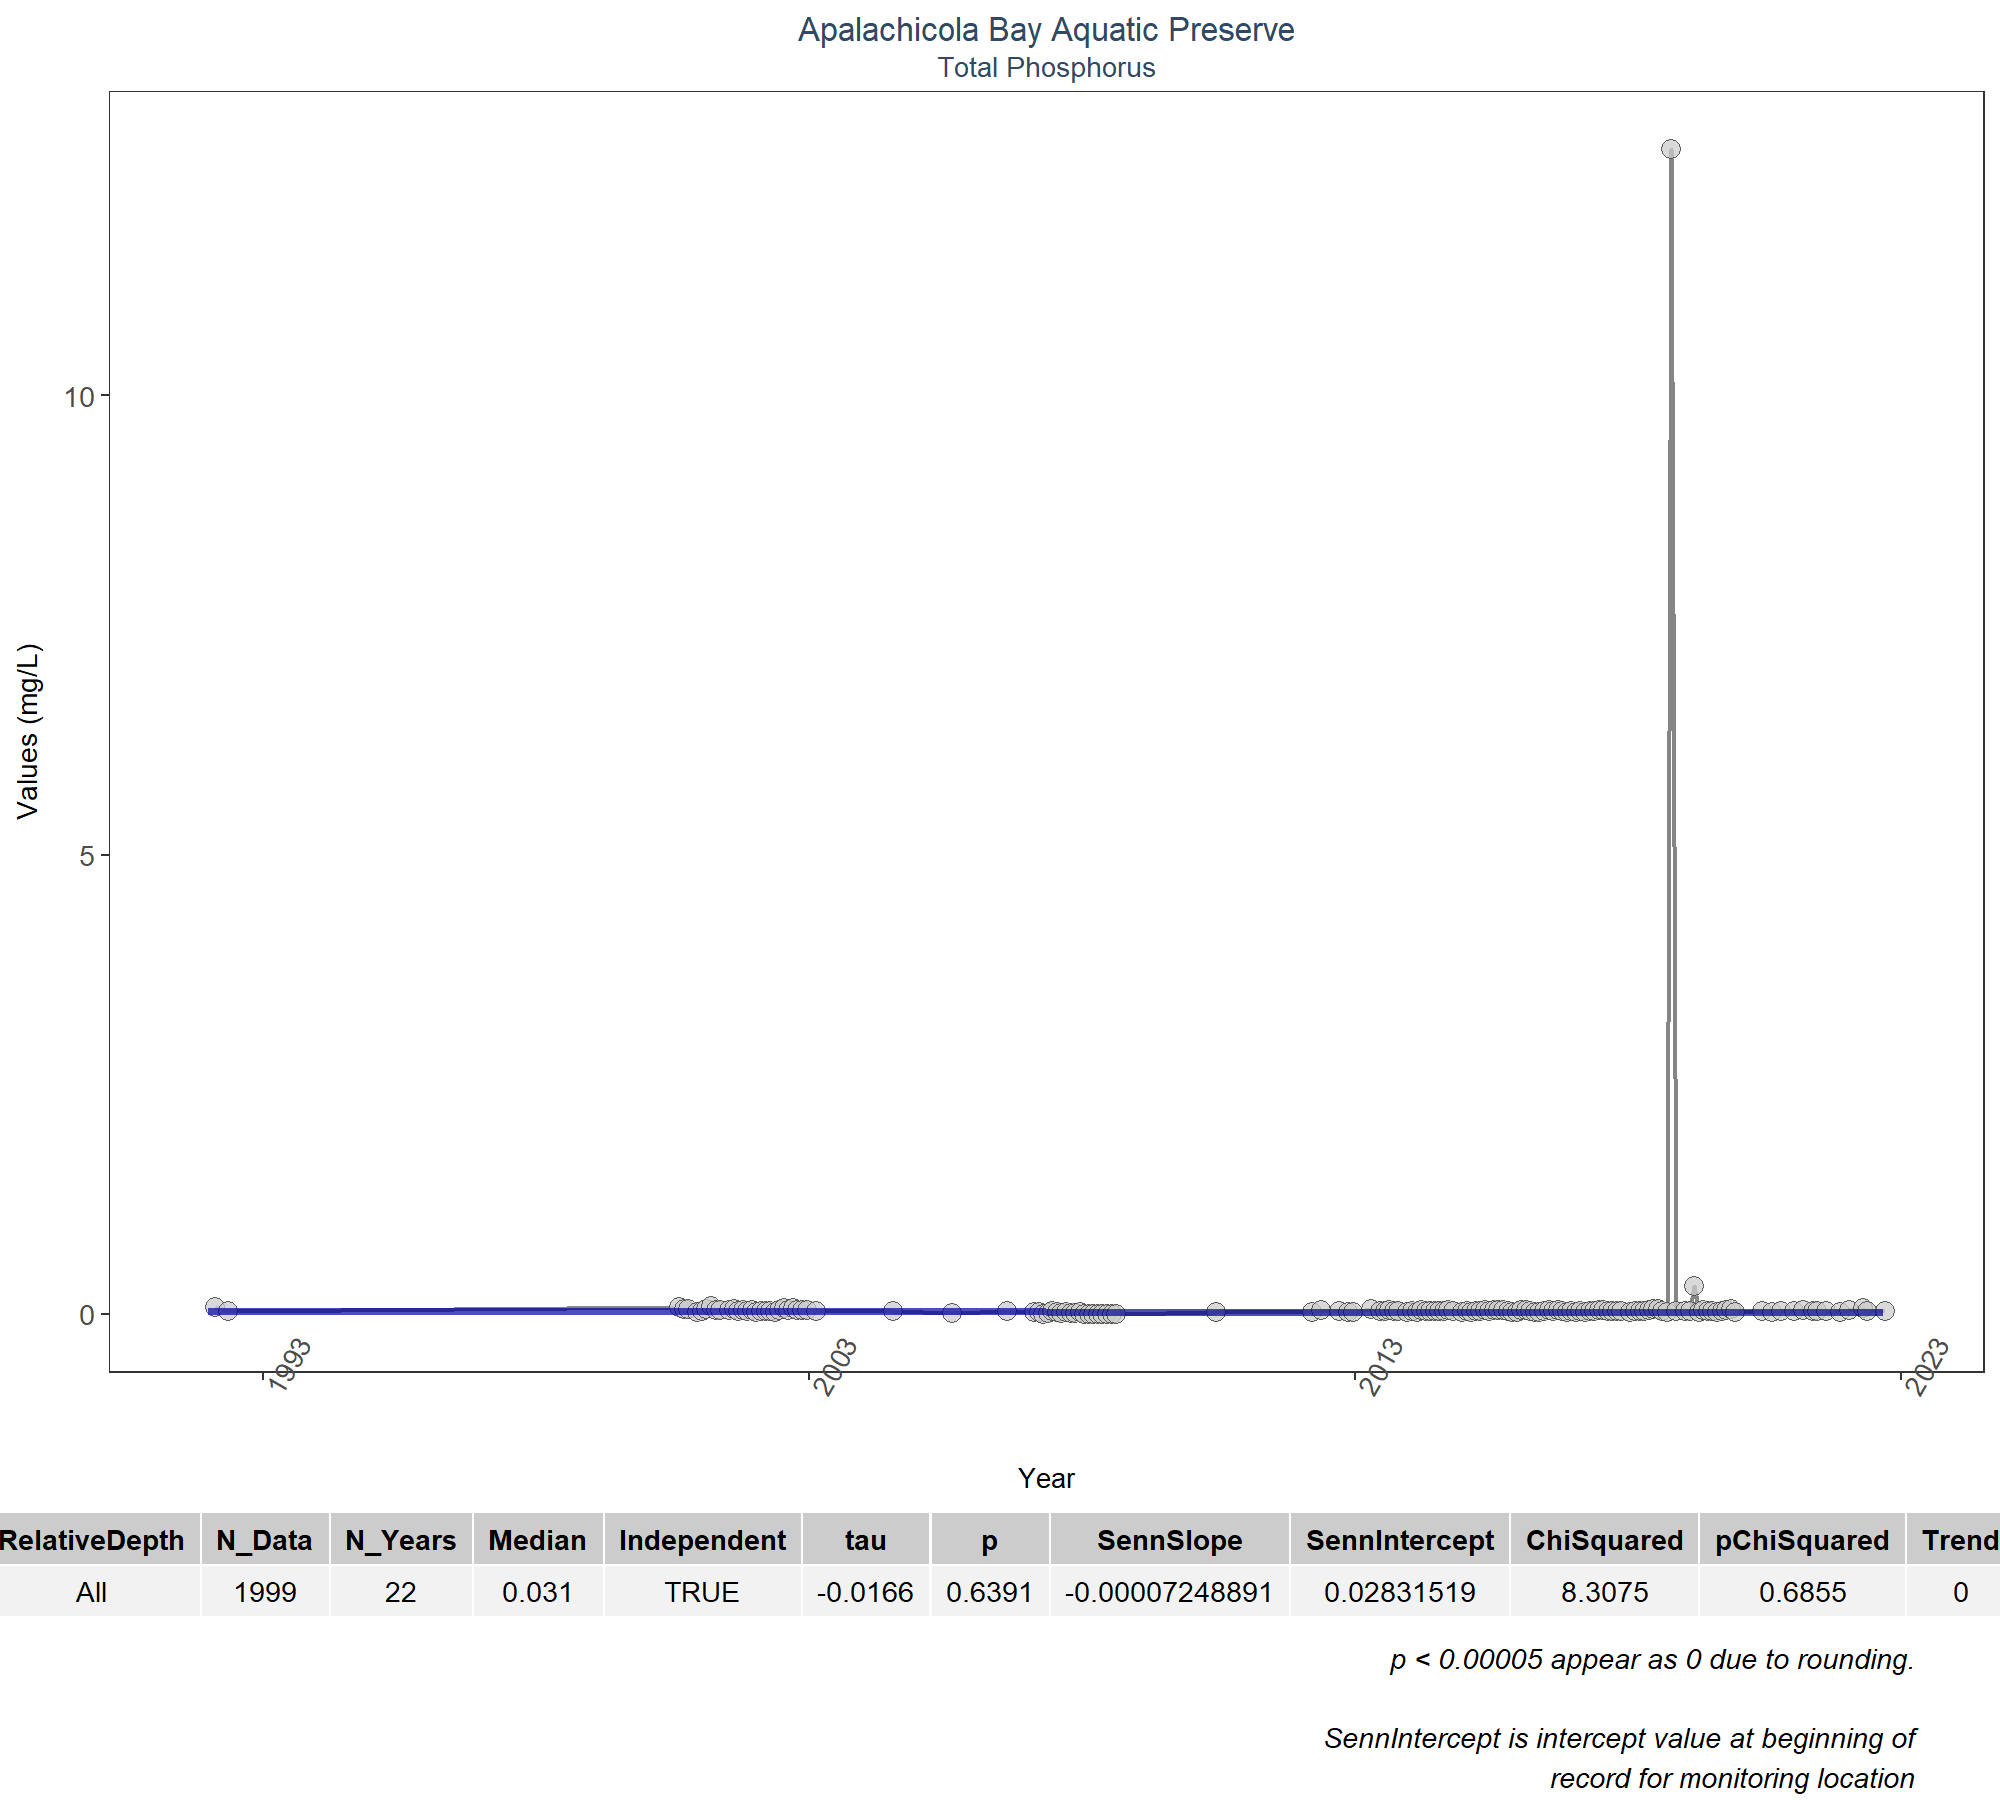 Apalachicola Bay Aquatic Preserve
Total Phosphorus
Values (mg/L)
10
5
0
1993 2003 2013 2023
Year
RelativeDepth N_Data N_Years Median Independent tau p SennSlope SennIntercept ChiSquared pChiSquared Trend
All 1999 22 0.031 TRUE -0.0166 0.6391 -0.00007248891 0.02831519 8.3075 0.6855 0
p < 0.00005 appear as 0 due to rounding.
SennIntercept is intercept value at beginning of
record for monitoring location